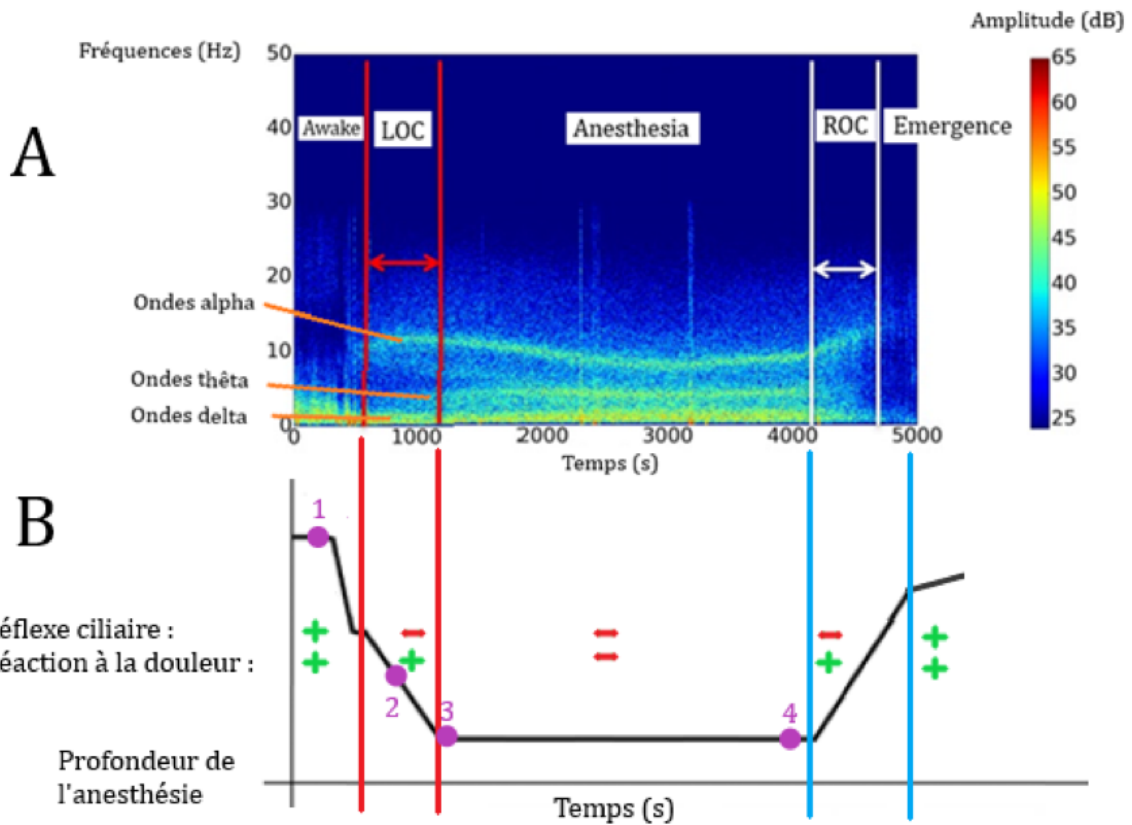 Amplitude (dB)
Fréquences (Hz)
A
50
40
30
20
10
0
Awake
LOC
Anesthesia
ROC
Emergence
65
60
55
50
45
40
35
30
25
Ondes alpha
Ondes thêta
Ondes delta
0 1000 2000 3000 4000 5000
Temps (s)
B
1
éflexe ciliaire : + - - - +
éaction à la douleur : + + - + +
2 3 4
Profondeur de
l'anesthésie
Temps (s)